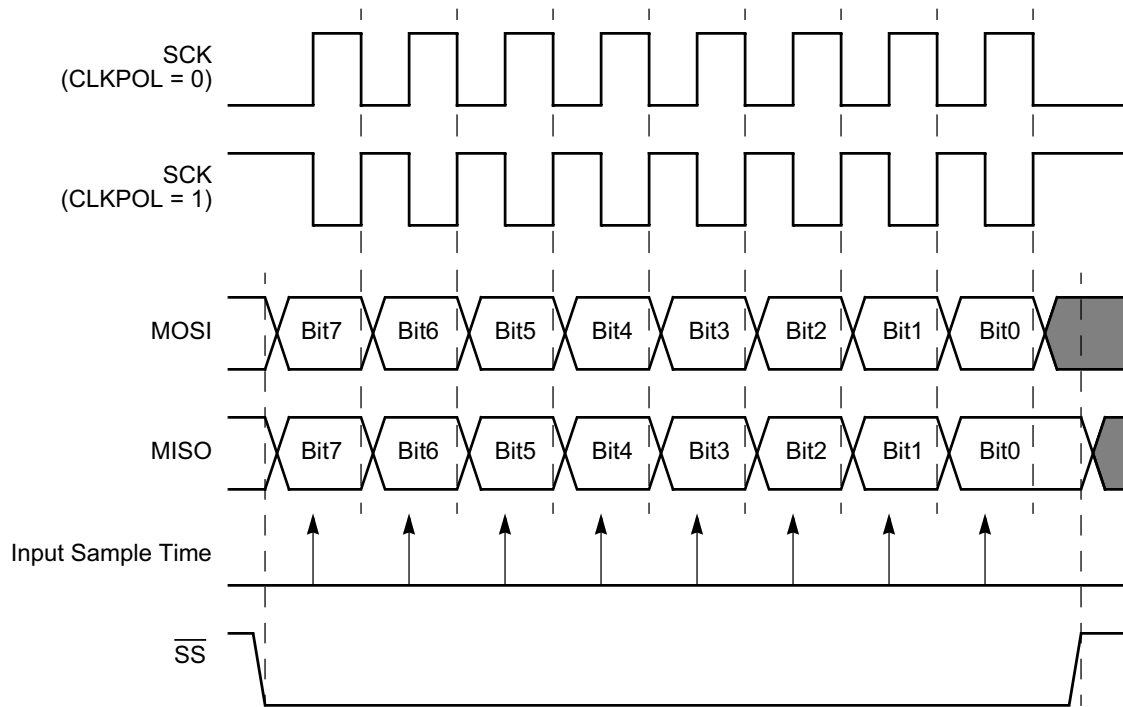 SCK
(CLKPOL = 0)
SCK
(CLKPOL = 1)
MOSI
Bit7 Bit6 Bit5 Bit4 Bit3 Bit2 Bit1 Bit0
MISO
Bit7 Bit6 Bit5 Bit4 Bit3 Bit2 Bit1 Bit0
Input Sample Time
SS